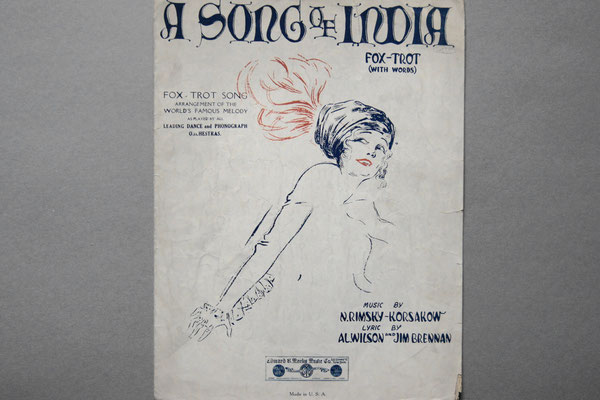 A SONG OF INDIA
FOX-TROT
(WITH WORDS)
FOX-TROT SONG
ARRANGEMENT OF THE
WORLD'S FAMOUS MELODY
AS PLAYED BY ALL
LEADING DANCE and PHONOGRAPH
ORCHESTRAS.
MUSIC BY
N. RIMSKY-KORSAKOW
LYRIC BY
AL. WILSON AND JIM BRENNAN
Edward B. Marks Music Co.
Made in U. S. A.